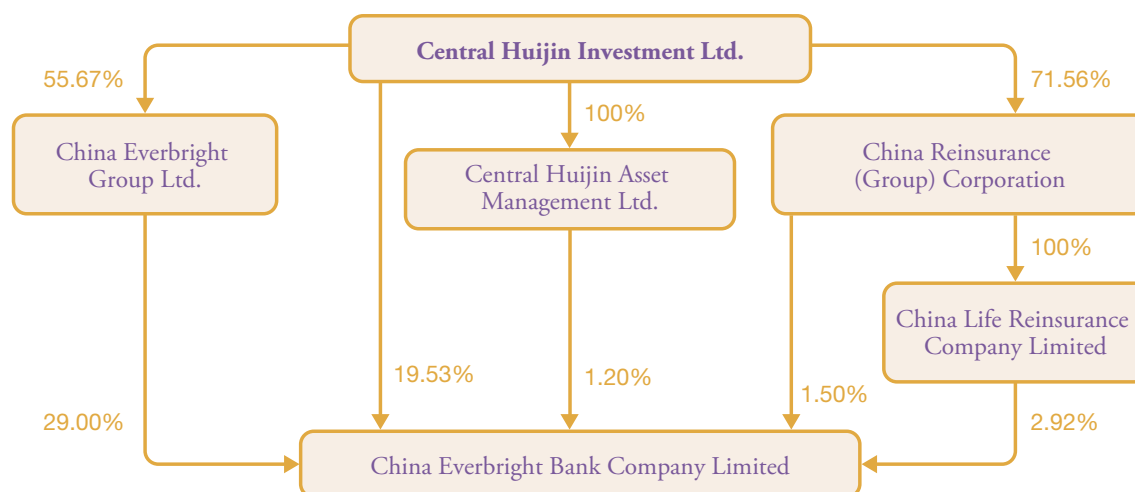 Central Huijin Investment Ltd.
55.67%
100%
71.56%
China Everbright
Group Ltd.
Central Huijin Asset
Management Ltd.
China Reinsurance
(Group) Corporation
100%
China Life Reinsurance
Company Limited
29.00%
19.53%
1.20%
1.50%
2.92%
China Everbright Bank Company Limited